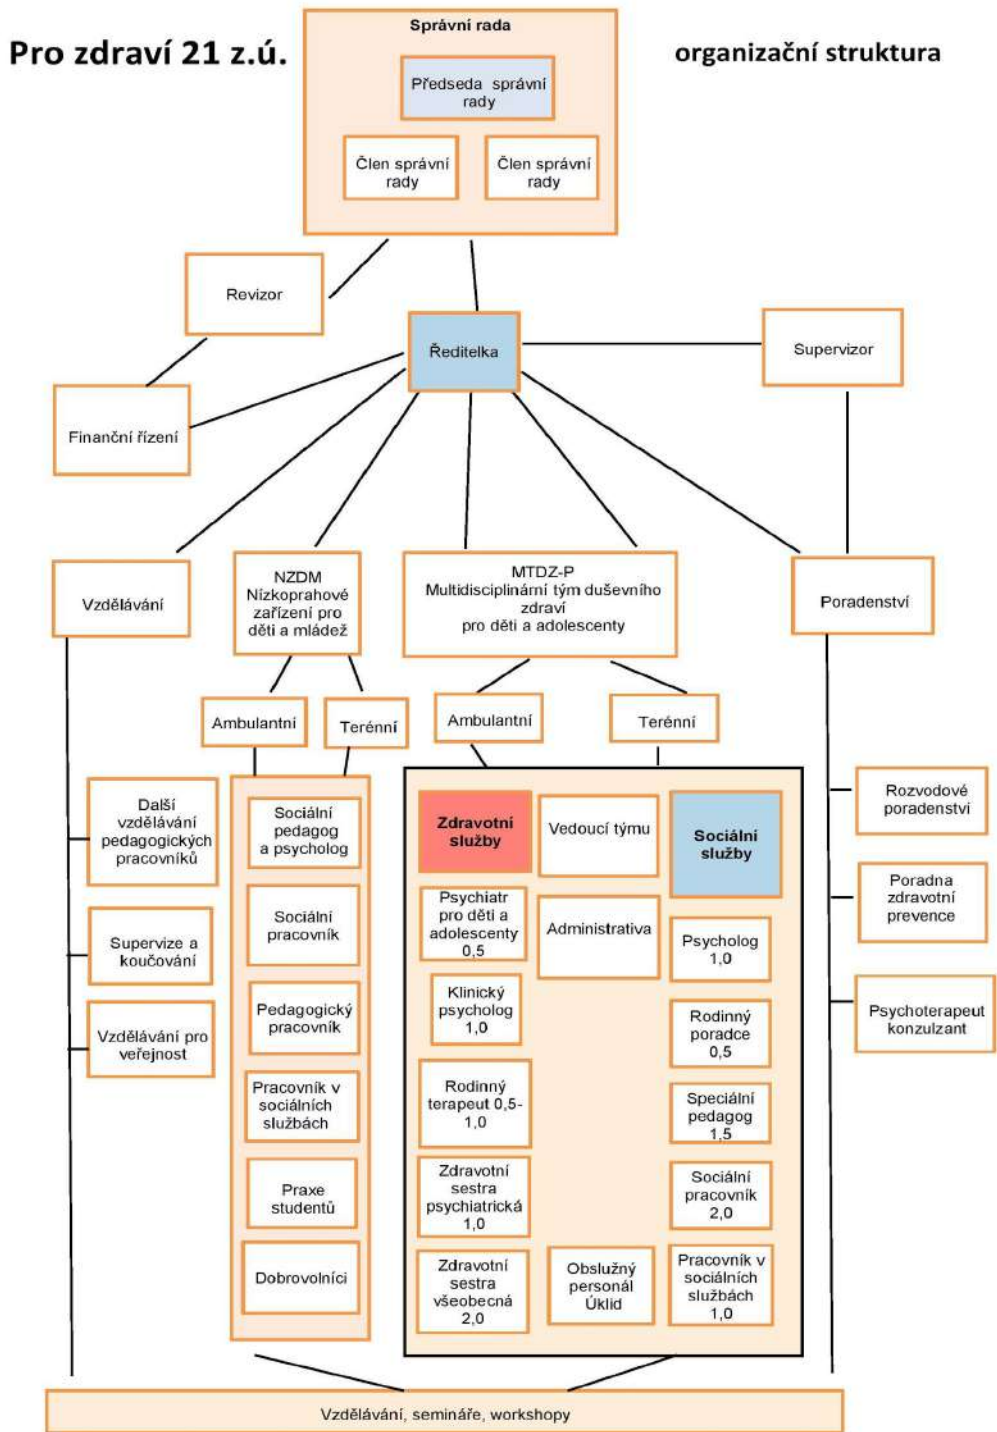 Správní rada
Pro zdraví 21 z.ú.
organizační struktura
Předseda správní
rady
Člen správní
rady
Člen správní
rady
Revizor
Ředitelka
Supervizor
Finanční řízení
Vzdělávání
NZDM
Nízkoprahové
zařízení pro
děti a mládež
MTDZ-P
Multidisciplinární tým duševního
zdraví
pro děti a adolescenty
Poradenství
Ambulantní
Terénní
Ambulantní
Terénní
Další
vzdělávání
pedagogických
pracovníků
Supervize a
koučování
Vzdělávání pro
veřejnost
Sociální
pedagog
a psycholog
Sociální
pracovník
Pedagogický
pracovník
Pracovník v
sociálních
službách
Praxe
studentů
Dobrovolníci
Zdravotní
služby
Psychiatr
pro děti a
adolescenty
0,5
Klinický
psycholog
1,0
Rodinný
terapeut 0,5-
1,0
Zdravotní
sestra
psychiatrická
1,0
Zdravotní
sestra
všeobecná
2,0
Vedoucí týmu
Administrativa
Obslužný
personál
Úklid
Sociální
služby
Psycholog
1,0
Rodinný
poradce
0,5
Speciální
pedagog
1,5
Sociální
pracovník
2,0
Pracovník v
sociálních
službách
1,0
Rozvodové
poradenství
Poradna
zdravotní
prevence
Psychoterapeut
konzulzant
Vzdělávání, semináře, workshopy